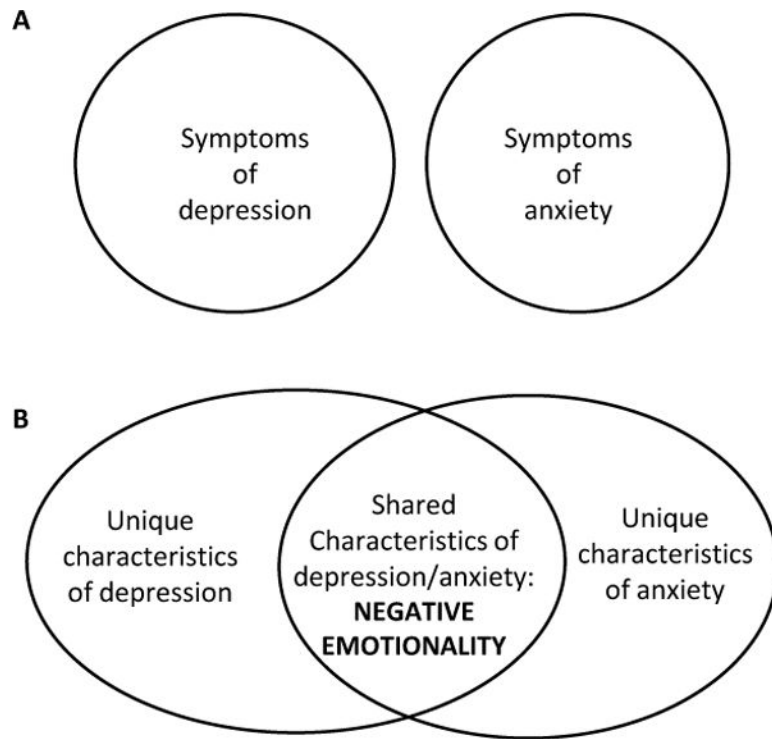 A
Symptoms
of
depression
Symptoms
of
anxiety
B
Unique
characteristics
of depression
Shared
Characteristics of
depression/anxiety:
NEGATIVE
EMOTIONALITY
Unique
characteristics
of anxiety